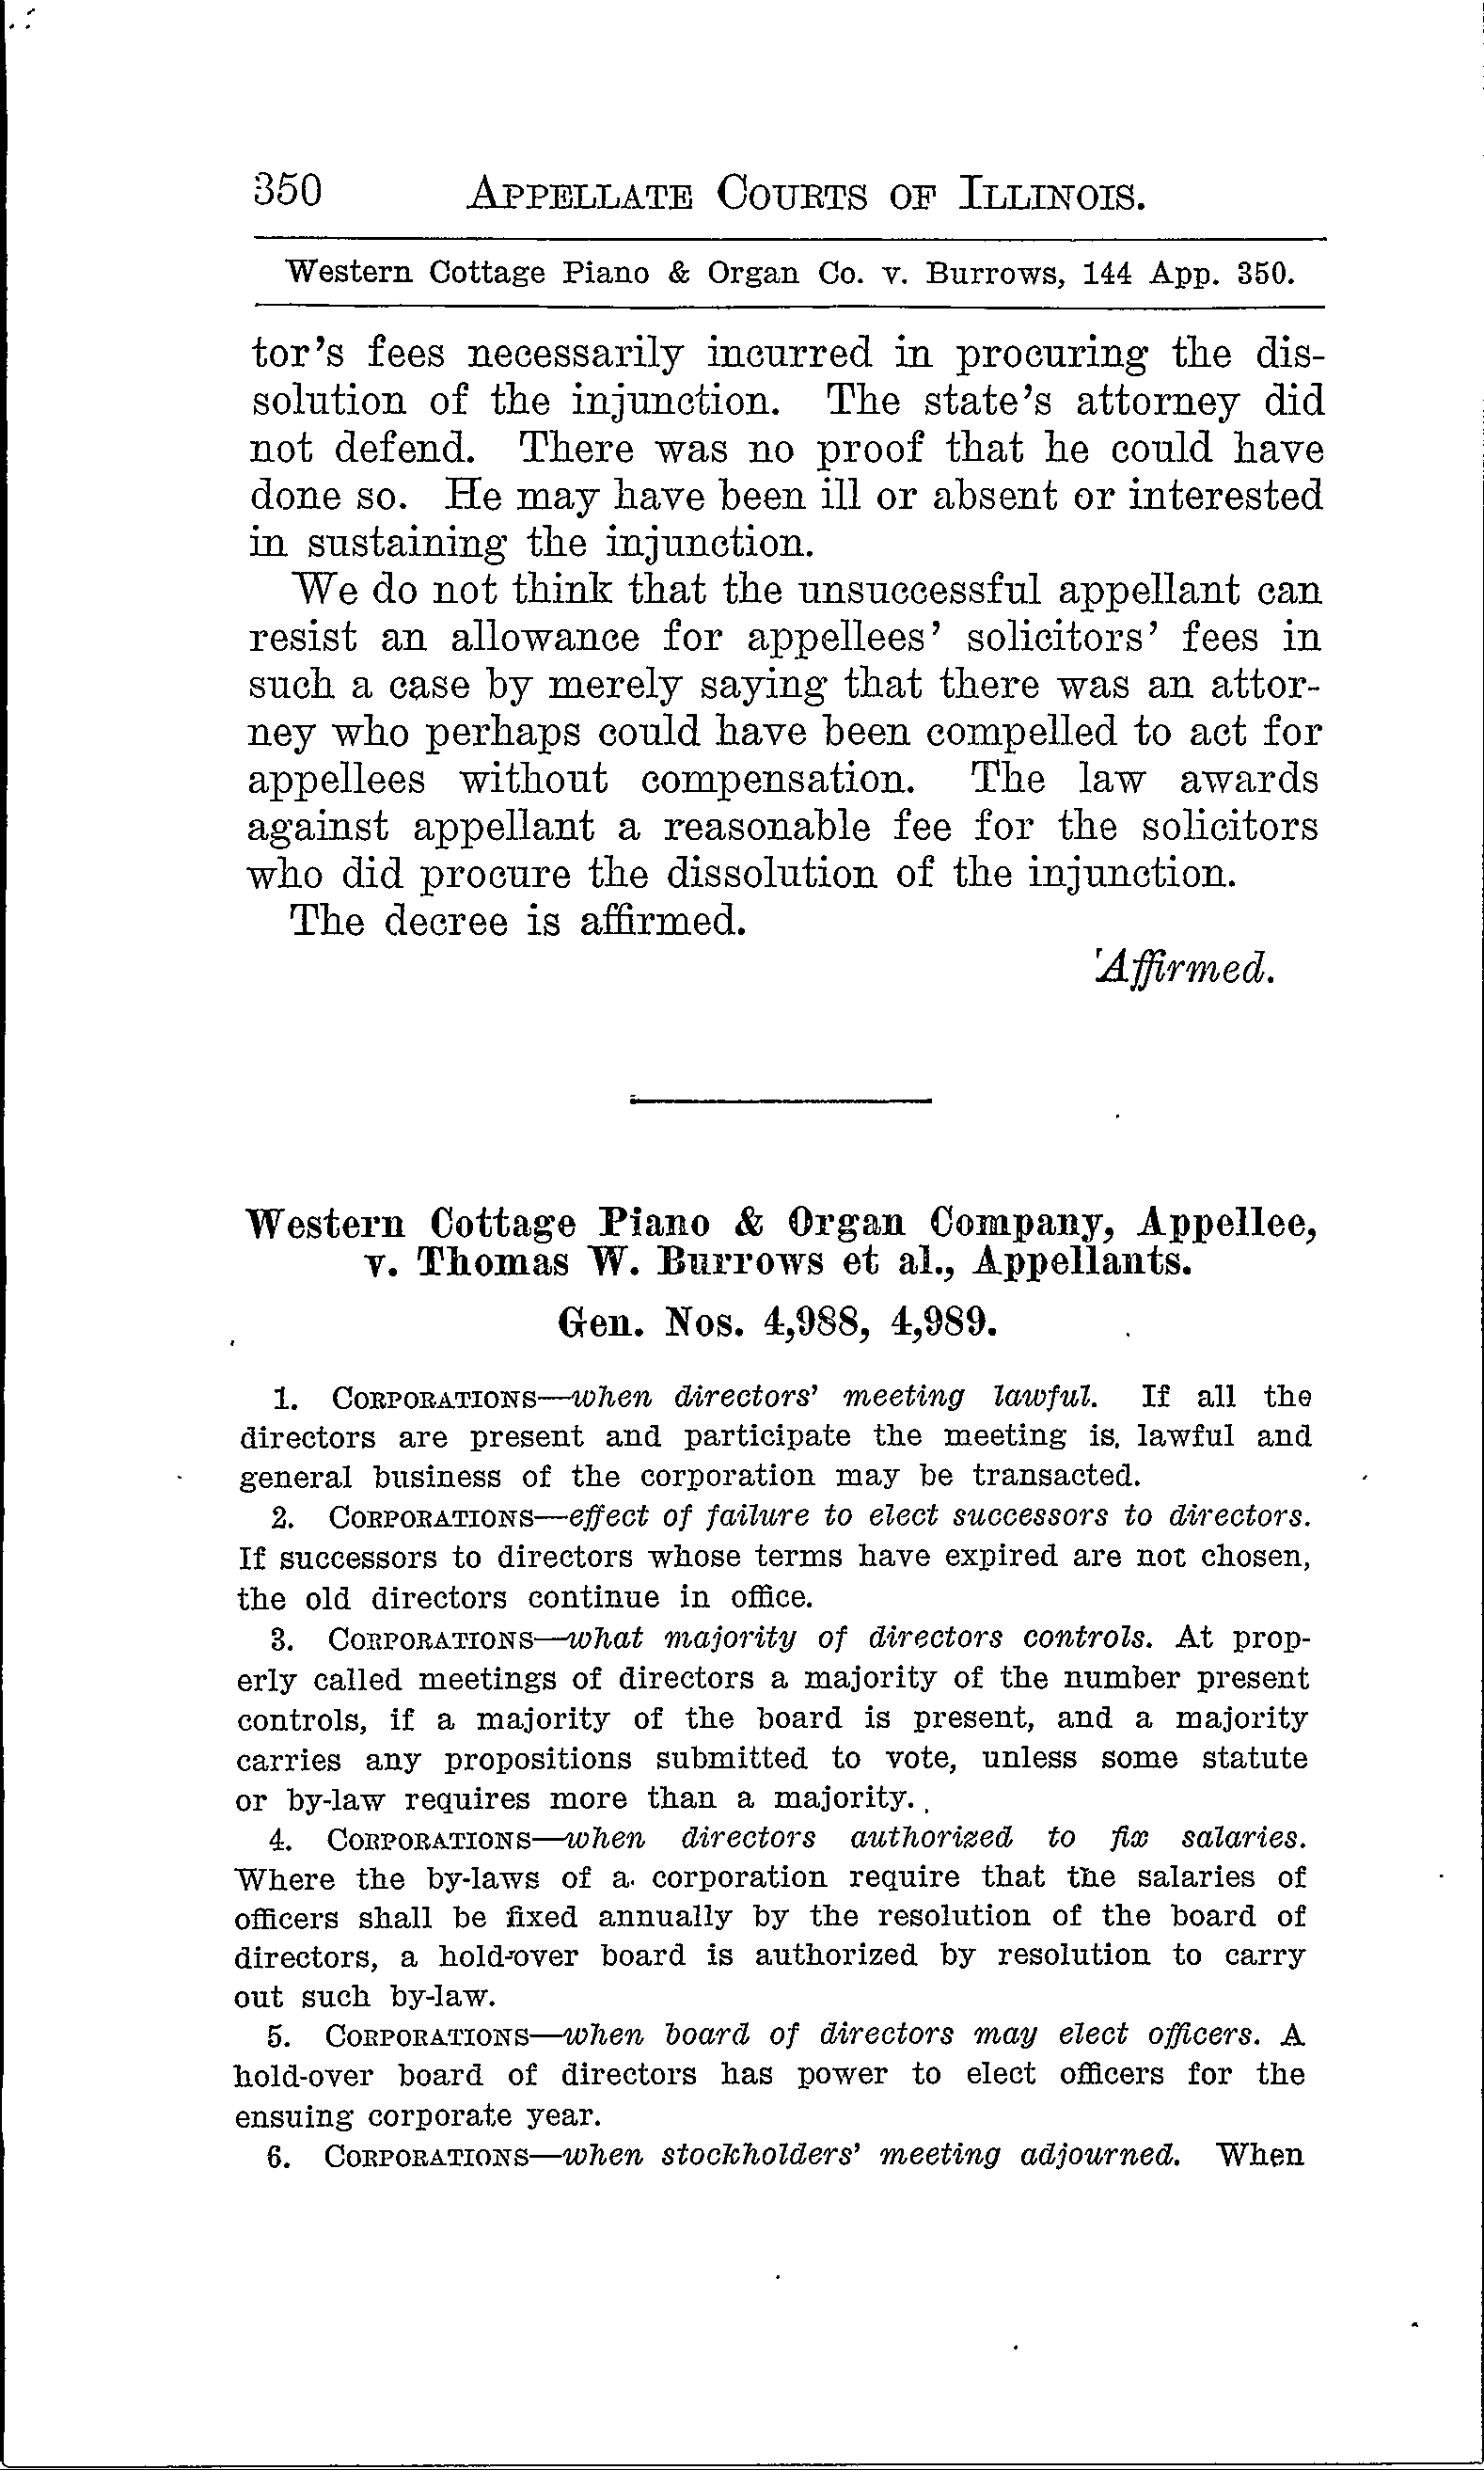 350 APPELLATE COURTS OF ILLINOIS.
Western Cottage Piano & Organ Co. v. Burrows, 144 App. 350.
tor's fees necessarily incurred in procuring the dis-
solution of the injunction. The state's attorney did
not defend. There was no proof that he could have
done so. He may have been ill or absent or interested
in sustaining the injunction.
We do not think that the unsuccessful appellant can
resist an allowance for appellees' solicitors' fees in
such a case by merely saying that there was an attor-
ney who perhaps could have been compelled to act for
appellees without compensation. The law awards
against appellant a reasonable fee for the solicitors
who did procure the dissolution of the injunction.
The decree is affirmed.
Affirmed.
Western Cottage Piano & Organ Company, Appellee,
v. Thomas W. Burrows et al., Appellants.
Gen. Nos. 4,988, 4,989.
1. CORPORATIONS—when directors' meeting lawful. If all the
directors are present and participate the meeting is. lawful and
general business of the corporation may be transacted.
2. CORPORATIONS—effect of failure to elect successors to directors.
If successors to directors whose terms have expired are not chosen,
the old directors continue in office.
3. CORPORATIONS—what majority of directors controls. At prop-
erly called meetings of directors a majority of the number present
controls, if a majority of the board is present, and a majority
carries any propositions submitted to vote, unless some statute
or by-law requires more than a majority.
4. CORPORATIONS—when directors authorized to fix salaries.
Where the by-laws of a corporation require that the salaries of
officers shall be fixed annually by the resolution of the board of
directors, a hold-over board is authorized by resolution to carry
out such by-law.
5. CORPORATIONS—when board of directors may elect officers. A
hold-over board of directors has power to elect officers for the
ensuing corporate year.
6. CORPORATIONS—when stockholders' meeting adjourned. When